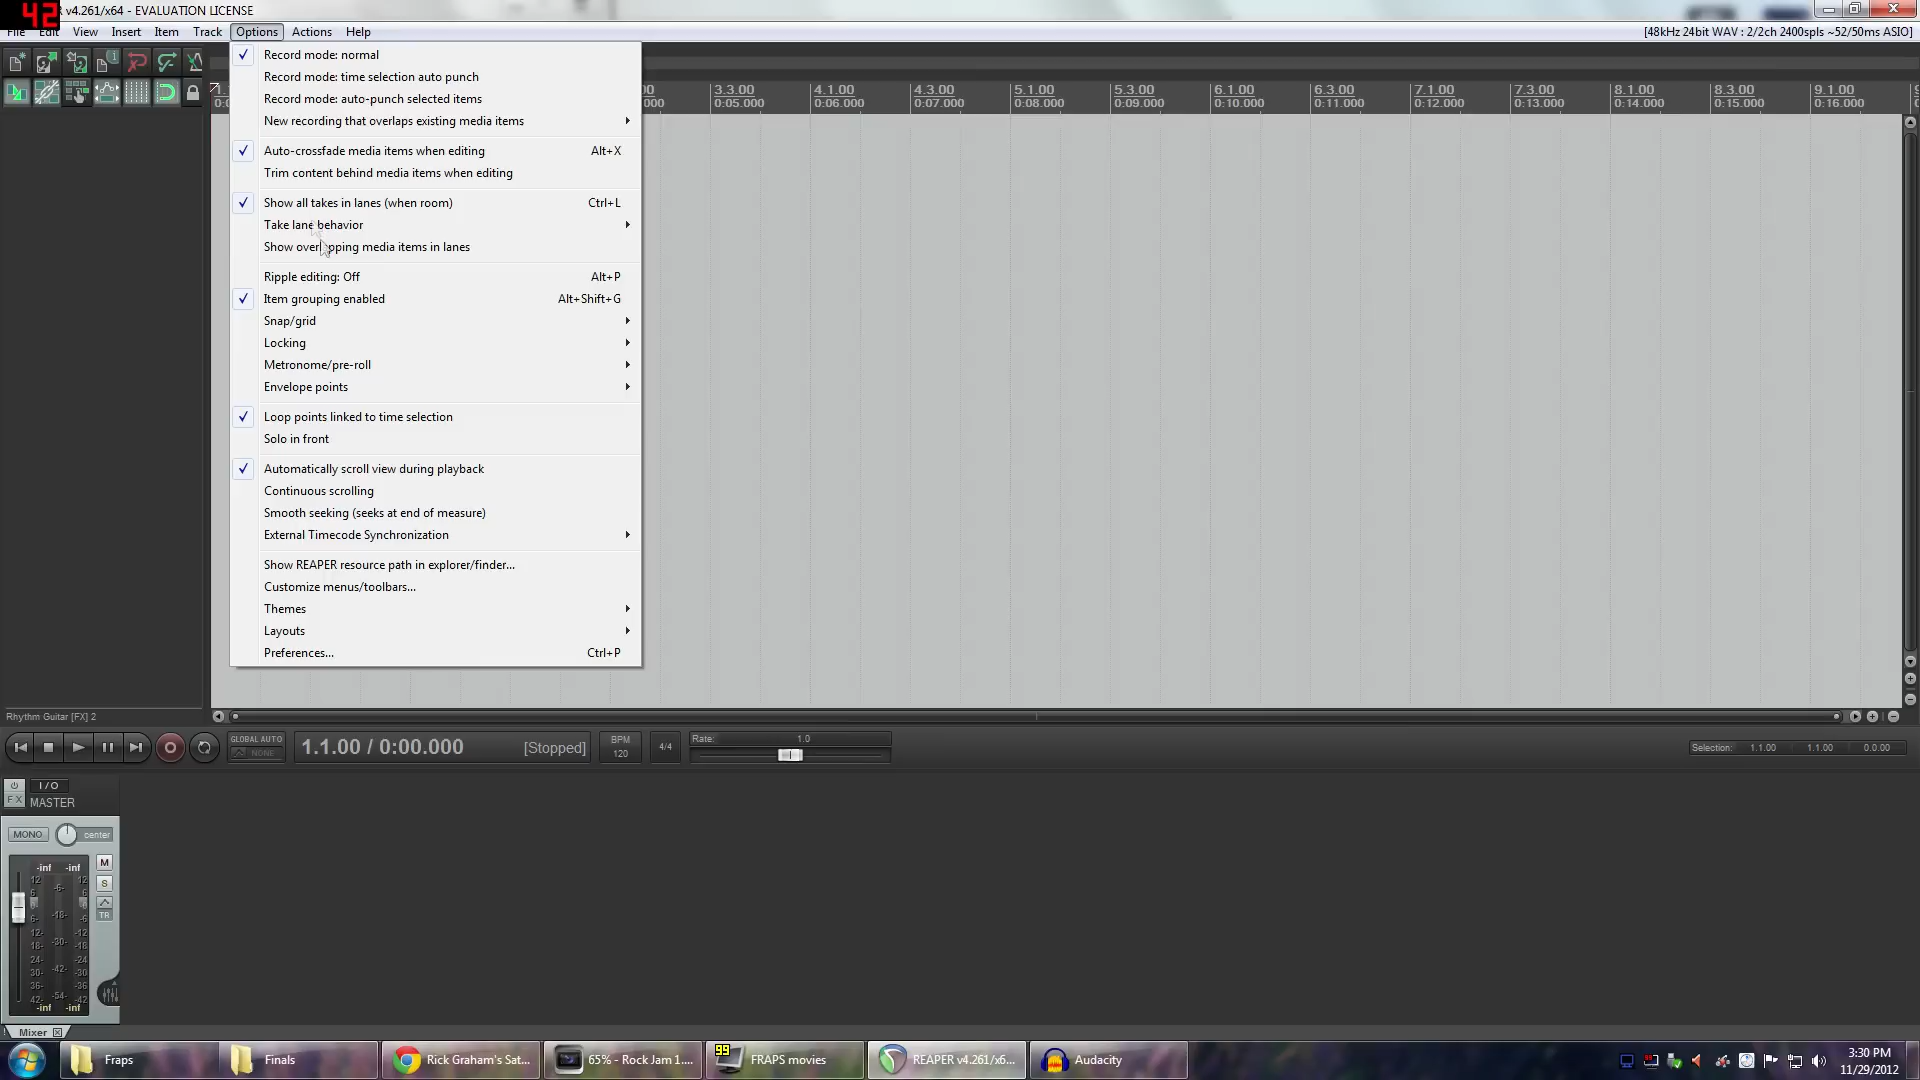 42
v4.261/x64 - EVALUATION LICENSE
File Edit View Insert Item Track Options Actions Help
[48kHz 24bit WAV : 2/2ch 2400spls ~52/50ms ASIO]
Record mode: normal
Record mode: time selection auto punch
Record mode: auto-punch selected items
New recording that overlaps existing media items
Auto-crossfade media items when editing Alt+X
Trim content behind media items when editing
Show all takes in lanes (when room) Ctrl+L
Take lane behavior
Show overlapping media items in lanes
Ripple editing: Off Alt+P
Item grouping enabled Alt+Shift+G
Snap/grid
Locking
Metronome/pre-roll
Envelope points
Loop points linked to time selection
Solo in front
Automatically scroll view during playback
Continuous scrolling
Smooth seeking (seeks at end of measure)
External Timecode Synchronization
Show REAPER resource path in explorer/finder...
Customize menus/toolbars...
Themes
Layouts
Preferences... Ctrl+P
3.3.00 4.1.00 4.3.00 5.1.00 5.3.00 6.1.00 6.3.00 7.1.00 7.3.00 8.1.00 8.3.00 9.1.00
0:05.000 0:06.000 0:07.000 0:08.000 0:09.000 0:10.000 0:11.000 0:12.000 0:13.000 0:14.000 0:15.000 0:16.000
Rhythm Guitar [FX] 2
GLOBAL AUTO
NONE
1.1.00 / 0:00.000 [Stopped]
BPM
120
4/4
Rate: 1.0
Selection: 1.1.00 1.1.00 0.0.00
I/O
FX MASTER
MONO center
-inf -inf
M
S
TR
12 12
6 -6- 6
0 0
6- -18- 6-
12- 12-
18- -30- 18-
24- 24-
30- -42- 30-
36- 36-
42- -54- -42
-inf -inf
Mixer
Fraps
Finals
Rick Graham's Sat...
65% - Rock Jam 1....
99
FRAPS movies
REAPER v4.261/x6...
Audacity
3:30 PM
11/29/2012